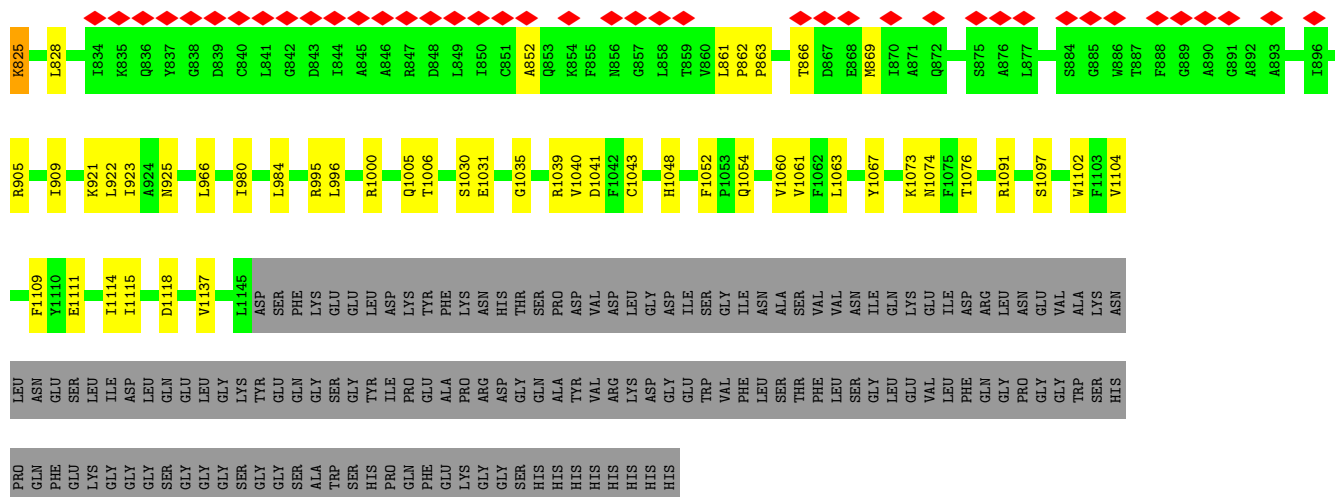 K825 L828 I834 K835 Q836 Y837 G838 D839 C840 L841 G842 D843 I844 A845 A846 R847 D848 L849 I850 C851 A852 Q853 K854 F855 N856 G857 L858 T859 V860 L861 P862 P863 T866 D867 E868 M869 I870 A871 Q872 S875 A876 L877 S884 G885 W886 T887 F888 G889 A890 G891 A892 A893 I896
R905 I909 K921 L922 I923 A924 N925 L966 I980 L984 R995 L996 R1000 Q1005 T1006 S1030 E1031 G1035 R1039 V1040 D1041 F1042 C1043 H1048 F1052 P1053 Q1054 V1060 V1061 F1062 L1063 Y1067 K1073 N1074 F1075 T1076 R1091 S1097 W1102 F1103 V1104
F1109 Y1110 E1111 I1114 I1115 D1118 V1137 L1145 ASP SER PHE LYS GLU GLU LEU ASP LYS TYR PHE LYS ASN HIS THR SER PRO ASP VAL ASP LEU GLY ASP ILE SER GLY ILE ASN ALA SER VAL VAL ASN ILE GLN LYS GLU ILE ASP ARG LEU ASN GLU VAL ALA LYS ASN
LEU ASN GLU SER LEU ILE ASP LEU GLN GLU LEU GLY LYS TYR GLU GLN GLY SER GLY TYR ILE PRO GLU ALA PRO ARG ASP GLY GLN ALA TYR VAL ARG LYS ASP GLY GLU TRP VAL PHE LEU SER THR PHE LEU SER GLY LEU GLU VAL LEU PHE GLN GLY PRO GLY GLY TRP SER HIS
PRO GLN PHE GLU LYS GLY GLY GLY SER GLY GLY GLY SER GLY GLY SER ALA TRP SER HIS PRO GLN PHE GLU LYS GLY GLY SER HIS HIS HIS HIS HIS HIS HIS HIS